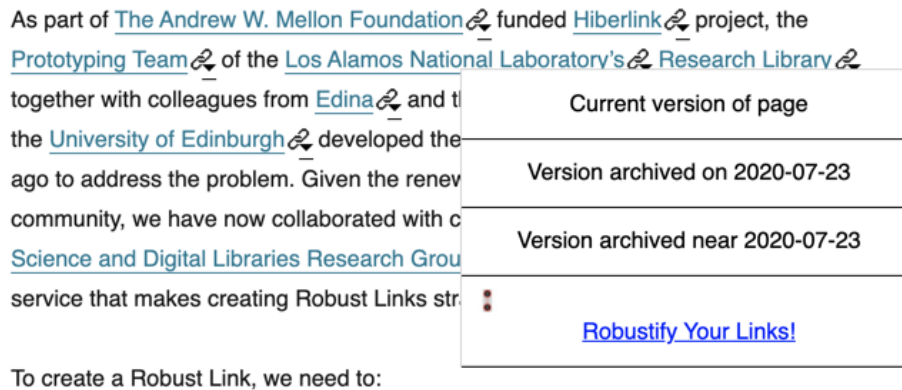 As part of The Andrew W. Mellon Foundation funded Hiberlink project, the
Prototyping Team of the Los Alamos National Laboratory's Research Library
together with colleagues from Edina and
the University of Edinburgh developed the
ago to address the problem. Given the
community, we have now collaborated with
Science and Digital Libraries Research
service that makes creating Robust Links
To create a Robust Link, we need to:
Current version of page
Version archived on 2020-07-23
Version archived near 2020-07-23
Robustify Your Links!